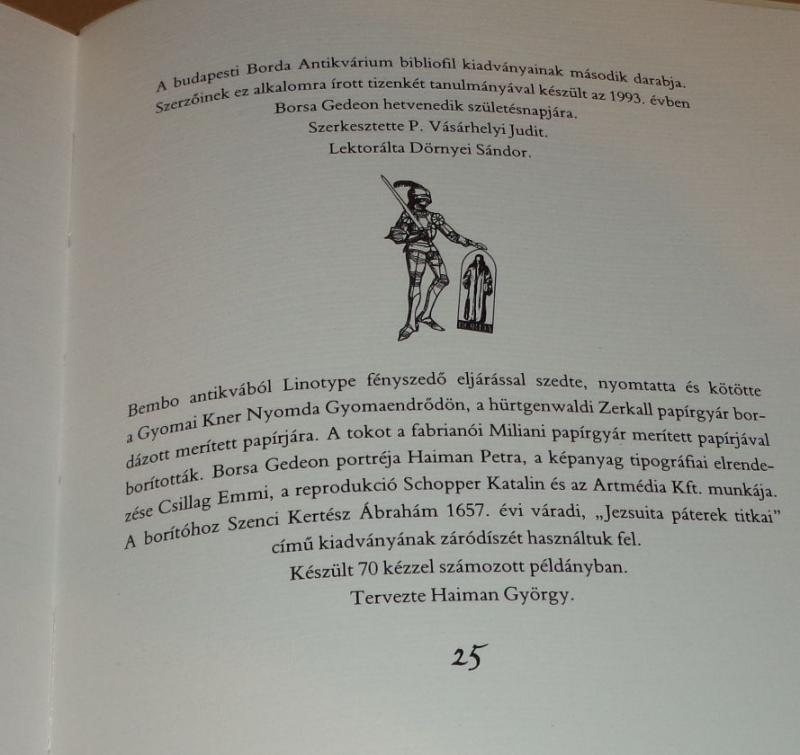 A budapesti Borda Antikvárium bibliofil kiadványainak második darabja.
Szerzőinek ez alkalomra írott tizenkét tanulmányával készült az 1993. évben
Borsa Gedeon hetvenedik születésnapjára.
Szerkesztette P. Vásárhelyi Judit.
Lektorálta Dörnyei Sándor.
Bembo antikvából Linotype fényszedő eljárással szedte, nyomtatta és kötötte
a Gyomai Kner Nyomda Gyomaendrődön, a hürtgenwaldi Zerkall papírgyár bor-
dázott merített papírjára. A tokot a fabrianói Miliani papírgyár merített papírjával
borították. Borsa Gedeon portréja Haiman Petra, a képanyag tipográfiai elrende-
zése Csillag Emmi, a reprodukció Schopper Katalin és az Artmédia Kft. munkája.
A borítóhoz Szenci Kertész Ábrahám 1657. évi váradi, „Jezsuita páterek titkai”
című kiadványának záródíszét használtuk fel.
Készült 70 kézzel számozott példányban.
Tervezte Haiman György.
25